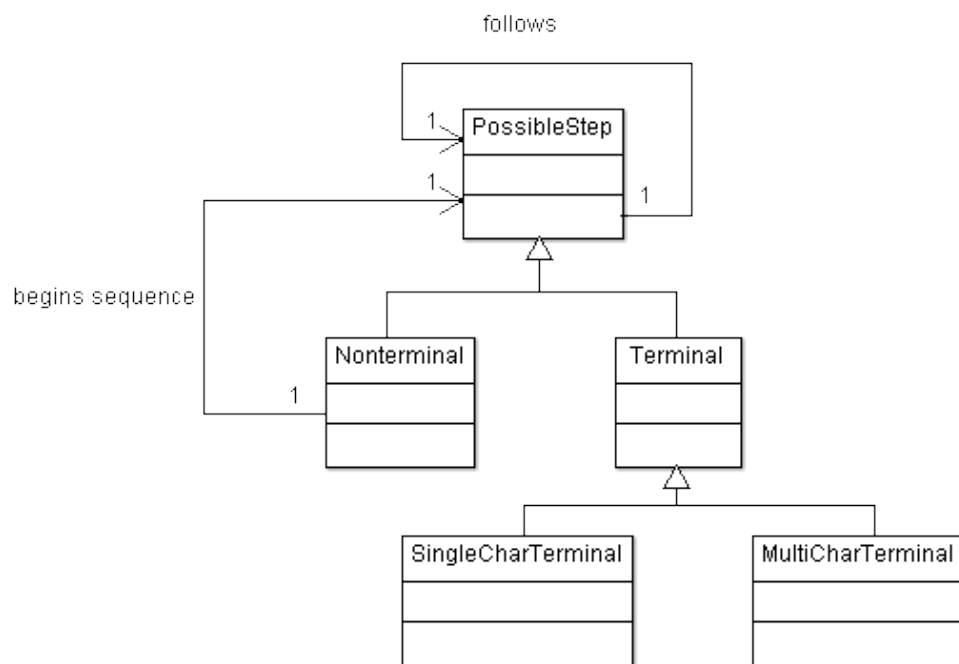 follows
1
PossibleStep
1
1
begins sequence
Nonterminal
Terminal
1
SingleCharTerminal
MultiCharTerminal